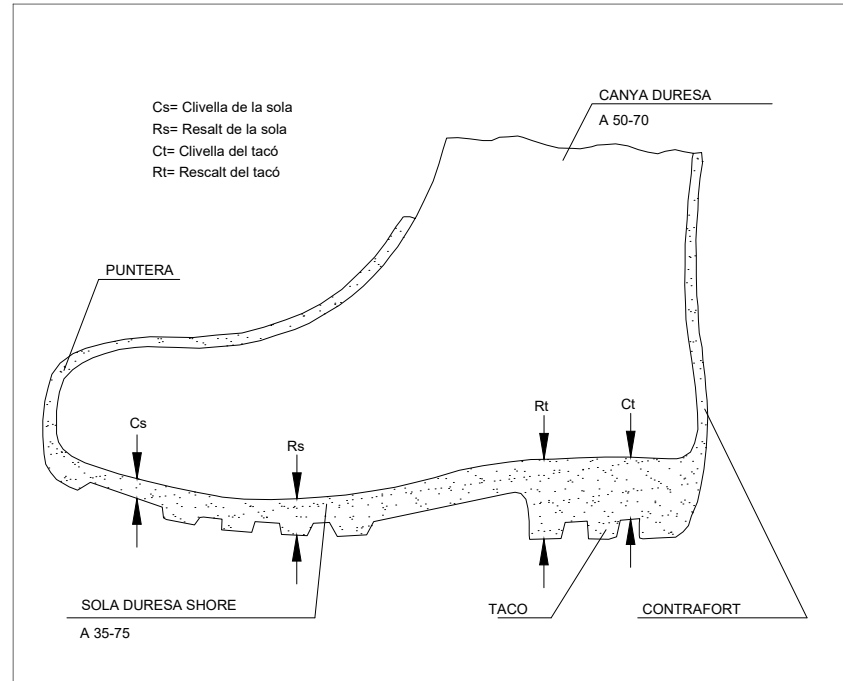 Cs= Clivella de la sola
Rs= Resalt de la sola
Ct= Clivella del tacó
Rt= Rescalt del tacó
CANYA DURESA
A 50-70
PUNTERA
Cs
Rs
Rt
Ct
SOLA DURESA SHORE
A 35-75
TACO
CONTRAFORT